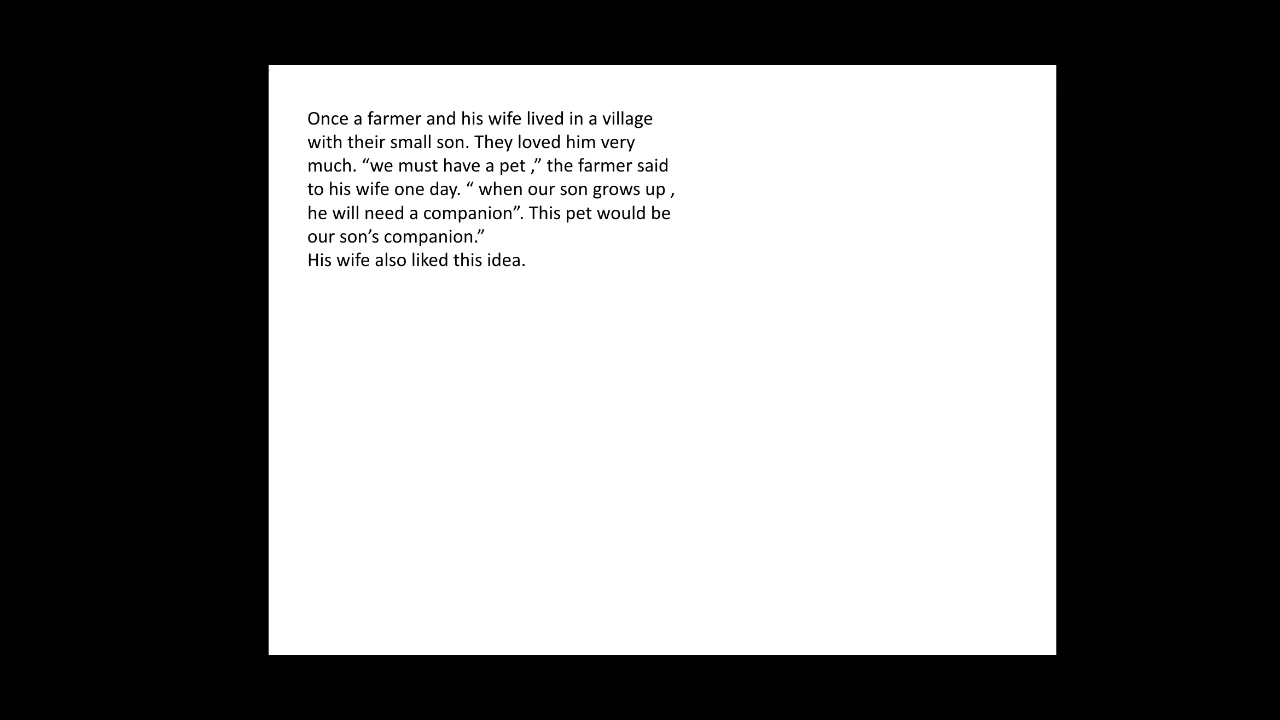 Once a farmer and his wife lived in a village
with their small son. They loved him very
much. “we must have a pet ,” the farmer said
to his wife one day. “ when our son grows up ,
he will need a companion”. This pet would be
our son’s companion.”
His wife also liked this idea.